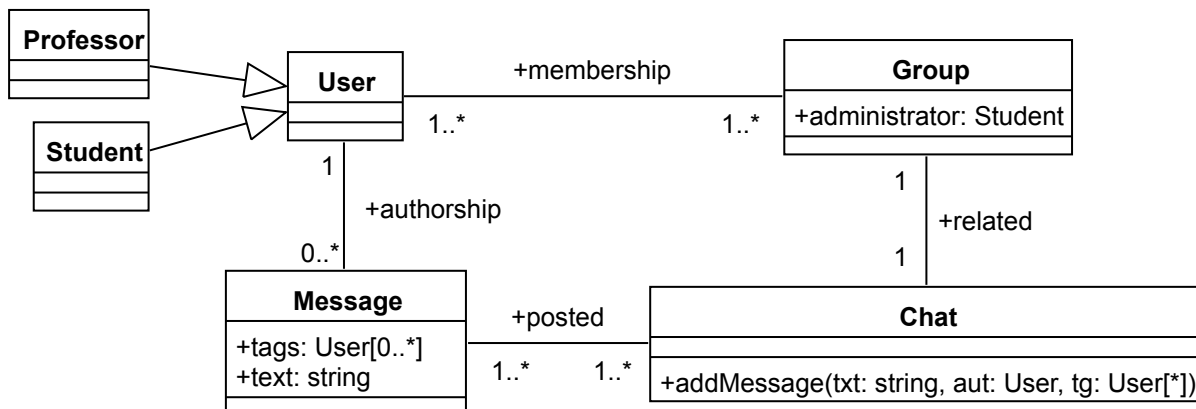 Professor
Student
User
+membership
1..*
1..*
Group
+administrator: Student
1
+authorship
0..*
1
+related
1
Message
+tags: User[0..*]
+text: string
+posted
1..*
1..*
Chat
+addMessage(txt: string, aut: User, tg: User[*])